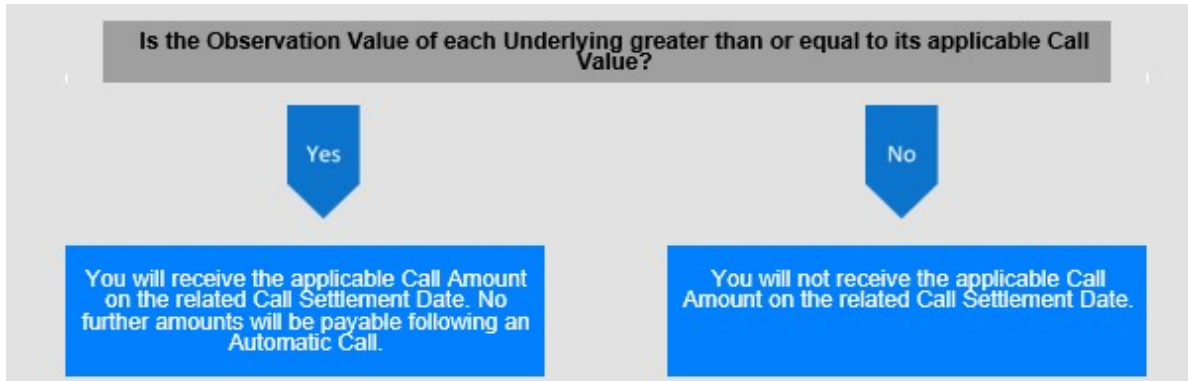 Is the Observation Value of each Underlying greater than or equal to its applicable Call
Value?
Yes
No
You will receive the applicable Call Amount
on the related Call Settlement Date. No
further amounts will be payable following an
Automatic Call.
You will not receive the applicable Call
Amount on the related Call Settlement Date.